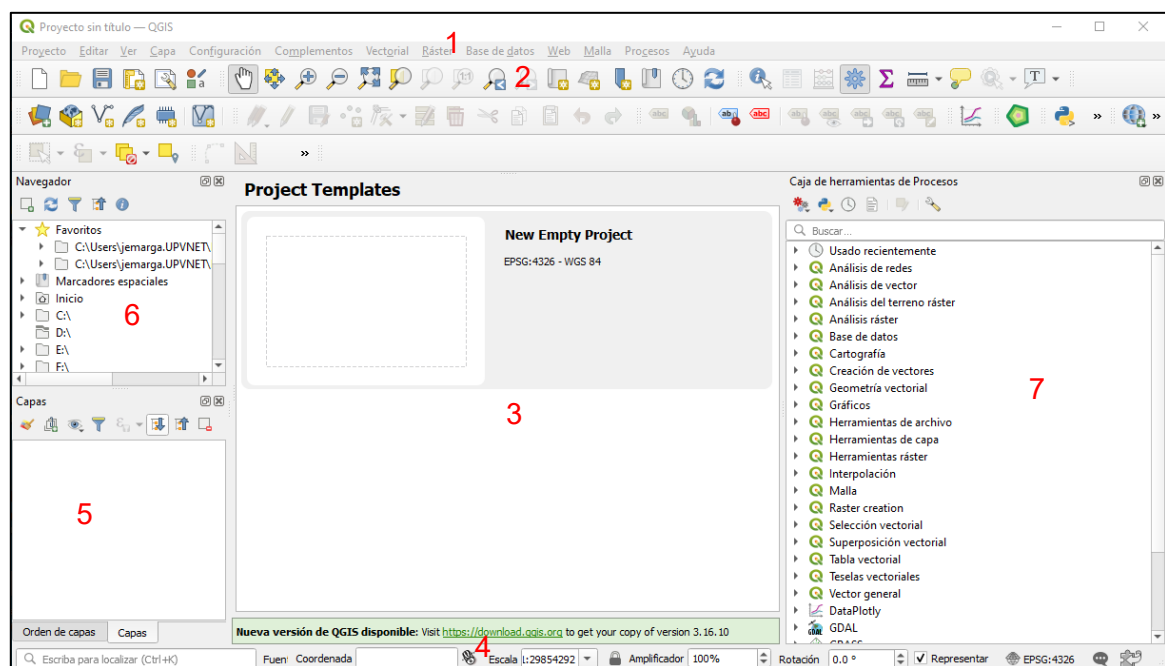 Proyecto sin título — QGIS
Proyecto Editar Ver Capa Configuración Complementos Vectorial Ráster Base de datos Web Malla Procesos Ayuda
1
2
Navegador
Favoritos
C:\Users\jemarga.UPVNET\
C:\Users\jemarga.UPVNET\
Marcadores espaciales
Inicio
C:\
D:\
E:\
F:\
6
Capas
5
Orden de capas Capas
Project Templates
New Empty Project
EPSG:4326 - WGS 84
3
Nueva versión de QGIS disponible: Visit https://download.qgis.org to get your copy of version 3.16.10
4
Caja de herramientas de Procesos
Buscar...
Usado recientemente
Análisis de redes
Análisis de vector
Análisis del terreno ráster
Análisis ráster
Base de datos
Cartografía
Creación de vectores
Geometría vectorial
Gráficos
Herramientas de archivo
Herramientas de capa
Herramientas ráster
Interpolación
Malla
Raster creation
Selección vectorial
Superposición vectorial
Tabla vectorial
Teselas vectoriales
Vector general
DataPlotly
GDAL
7
Escriba para localizar (Ctrl+K) Fuen Coordenada Escala 1:29854292 Amplificador 100% Rotación 0.0 ° Representar EPSG:4326